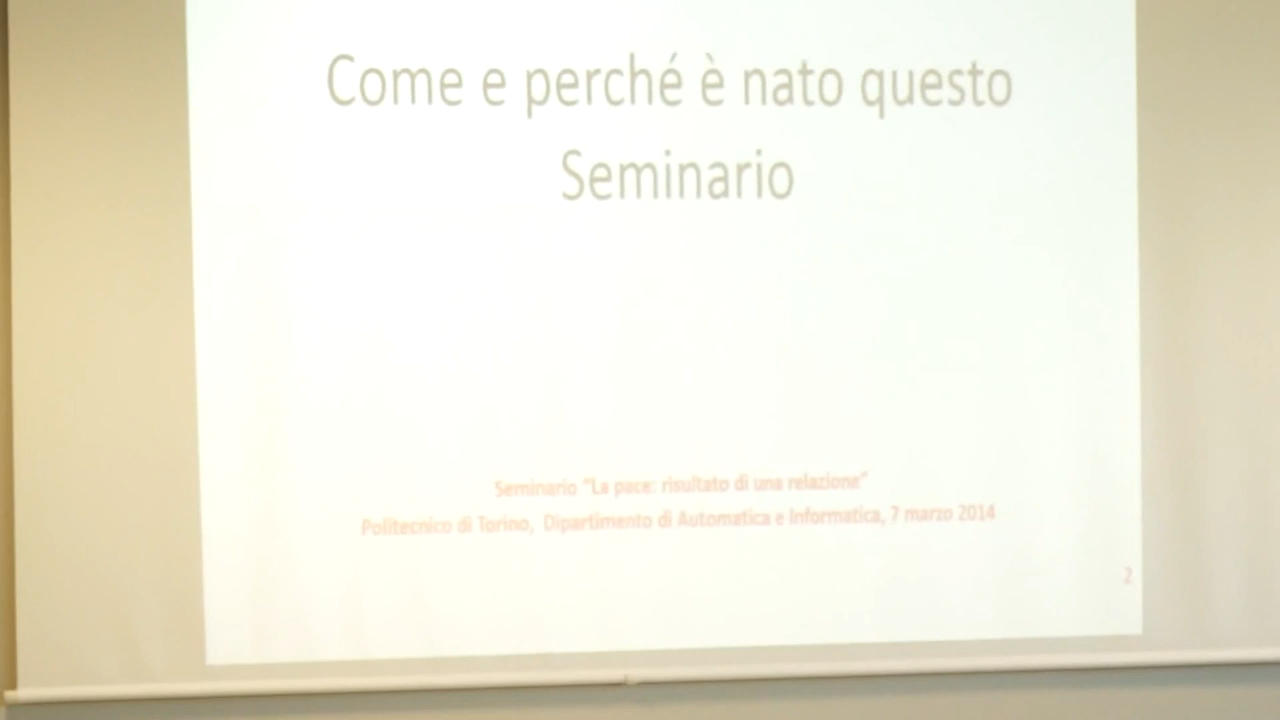 Come e perché è nato questo
Seminario
Seminario "La pace: risultato di una relazione"
Politecnico di Torino, Dipartimento di Automatica e Informatica, 7 marzo 2014
2